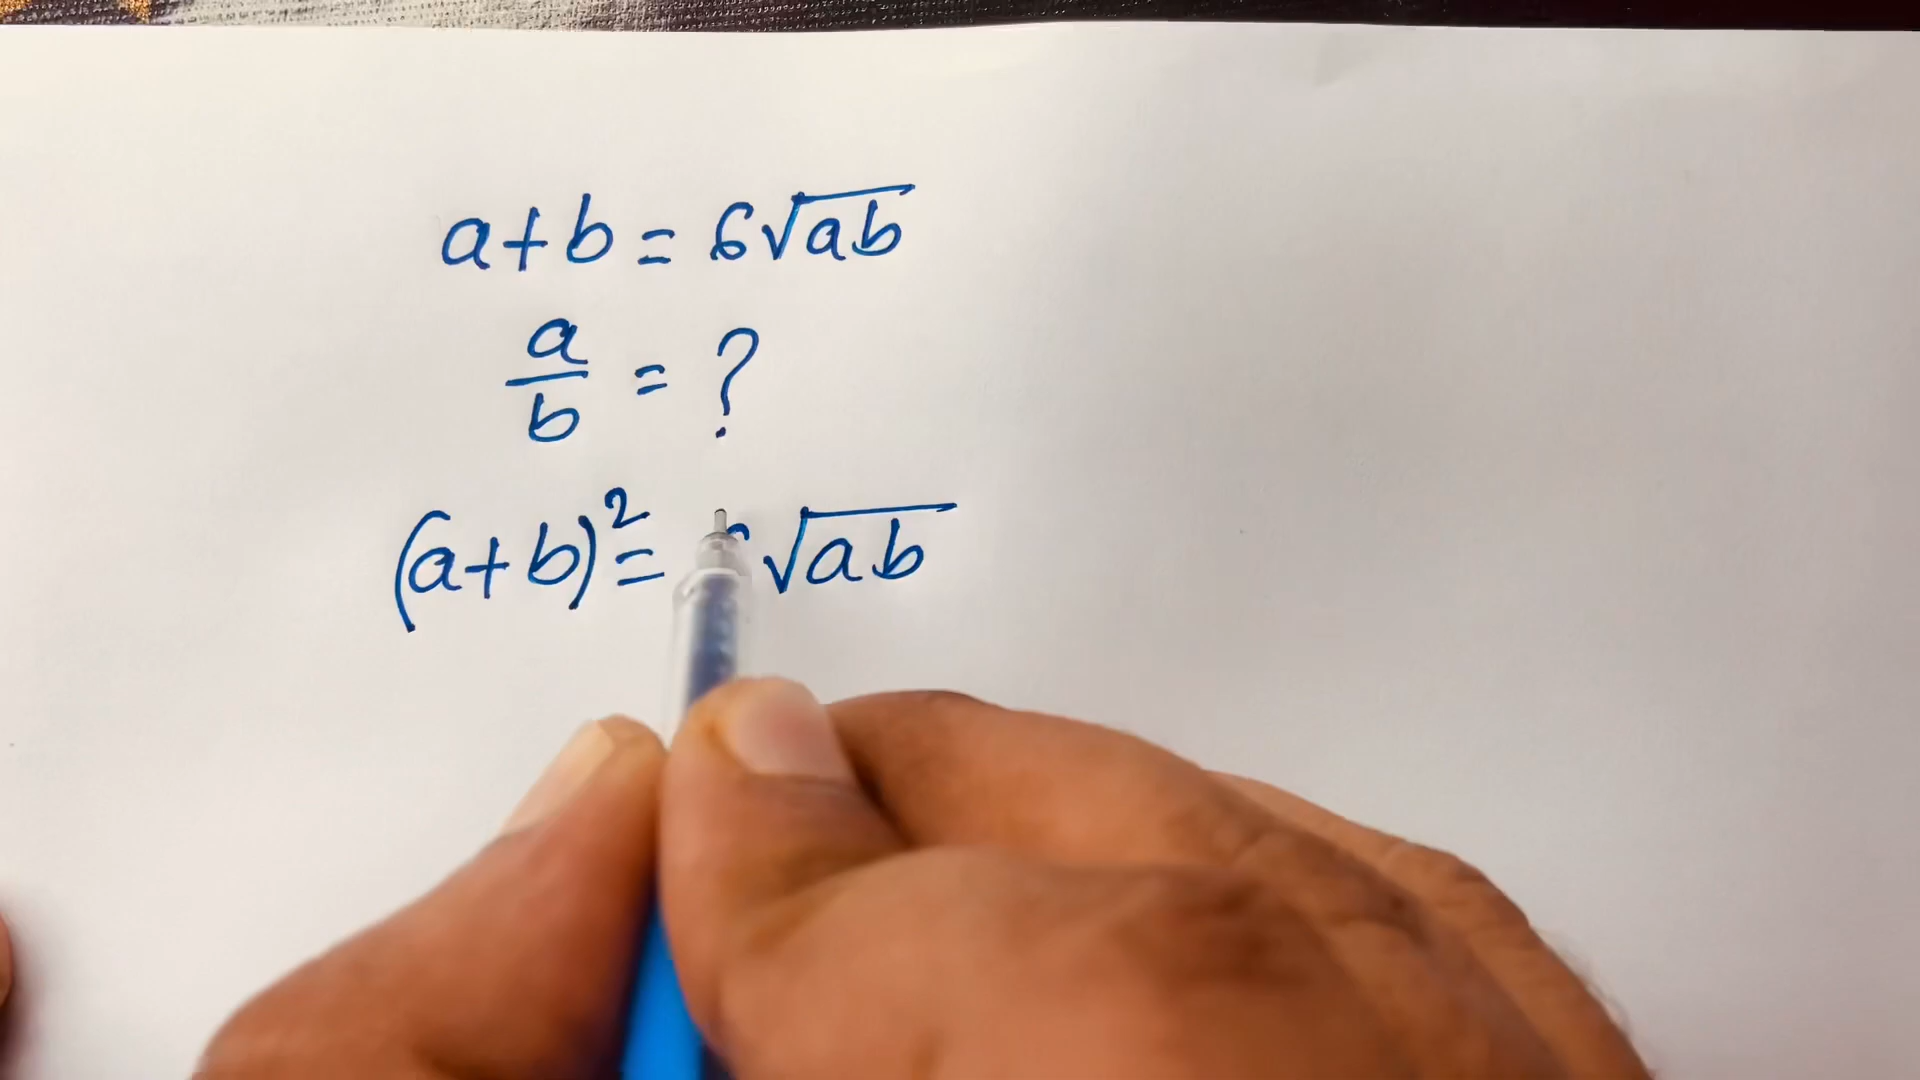 a+b = 6√ab
a/b = ?
(a+b)² = √ab